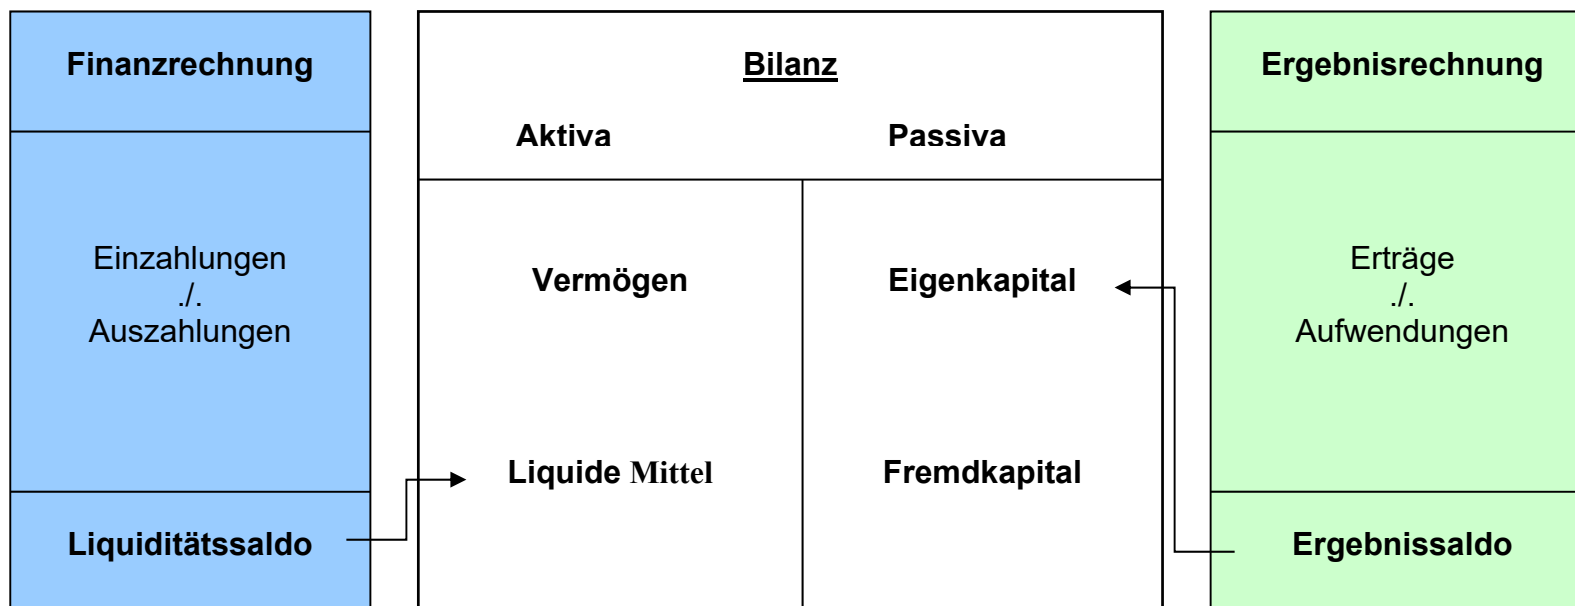 Finanzrechnung
Einzahlungen
./.
Auszahlungen
Liquiditätssaldo
Bilanz
Aktiva Passiva
Vermögen Eigenkapital
Liquide Mittel Fremdkapital
Ergebnisrechnung
Erträge
./.
Aufwendungen
Ergebnissaldo